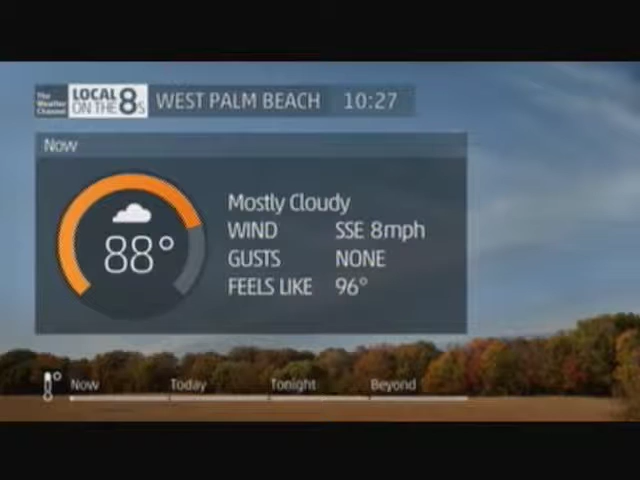 The Weather Channel
LOCAL ON THE 8s
WEST PALM BEACH 10:27
Now
88°
Mostly Cloudy
WIND SSE 8mph
GUSTS NONE
FEELS LIKE 96°
Now Today Tonight Beyond